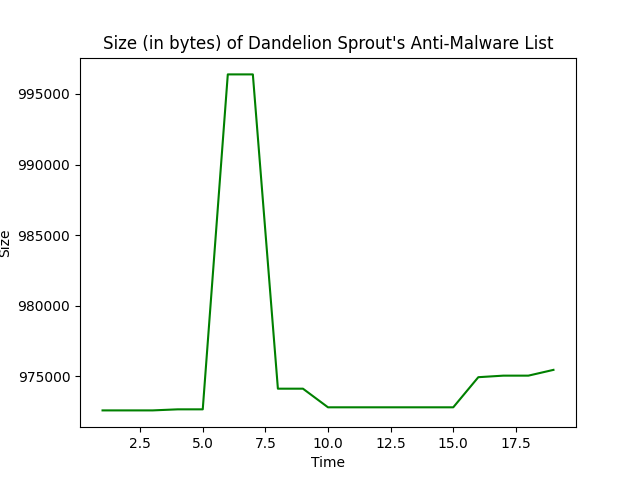 Size (in bytes) of Dandelion Sprout's Anti-Malware List
995000
990000
985000
980000
975000
Size
2.5 5.0 7.5 10.0 12.5 15.0 17.5
Time